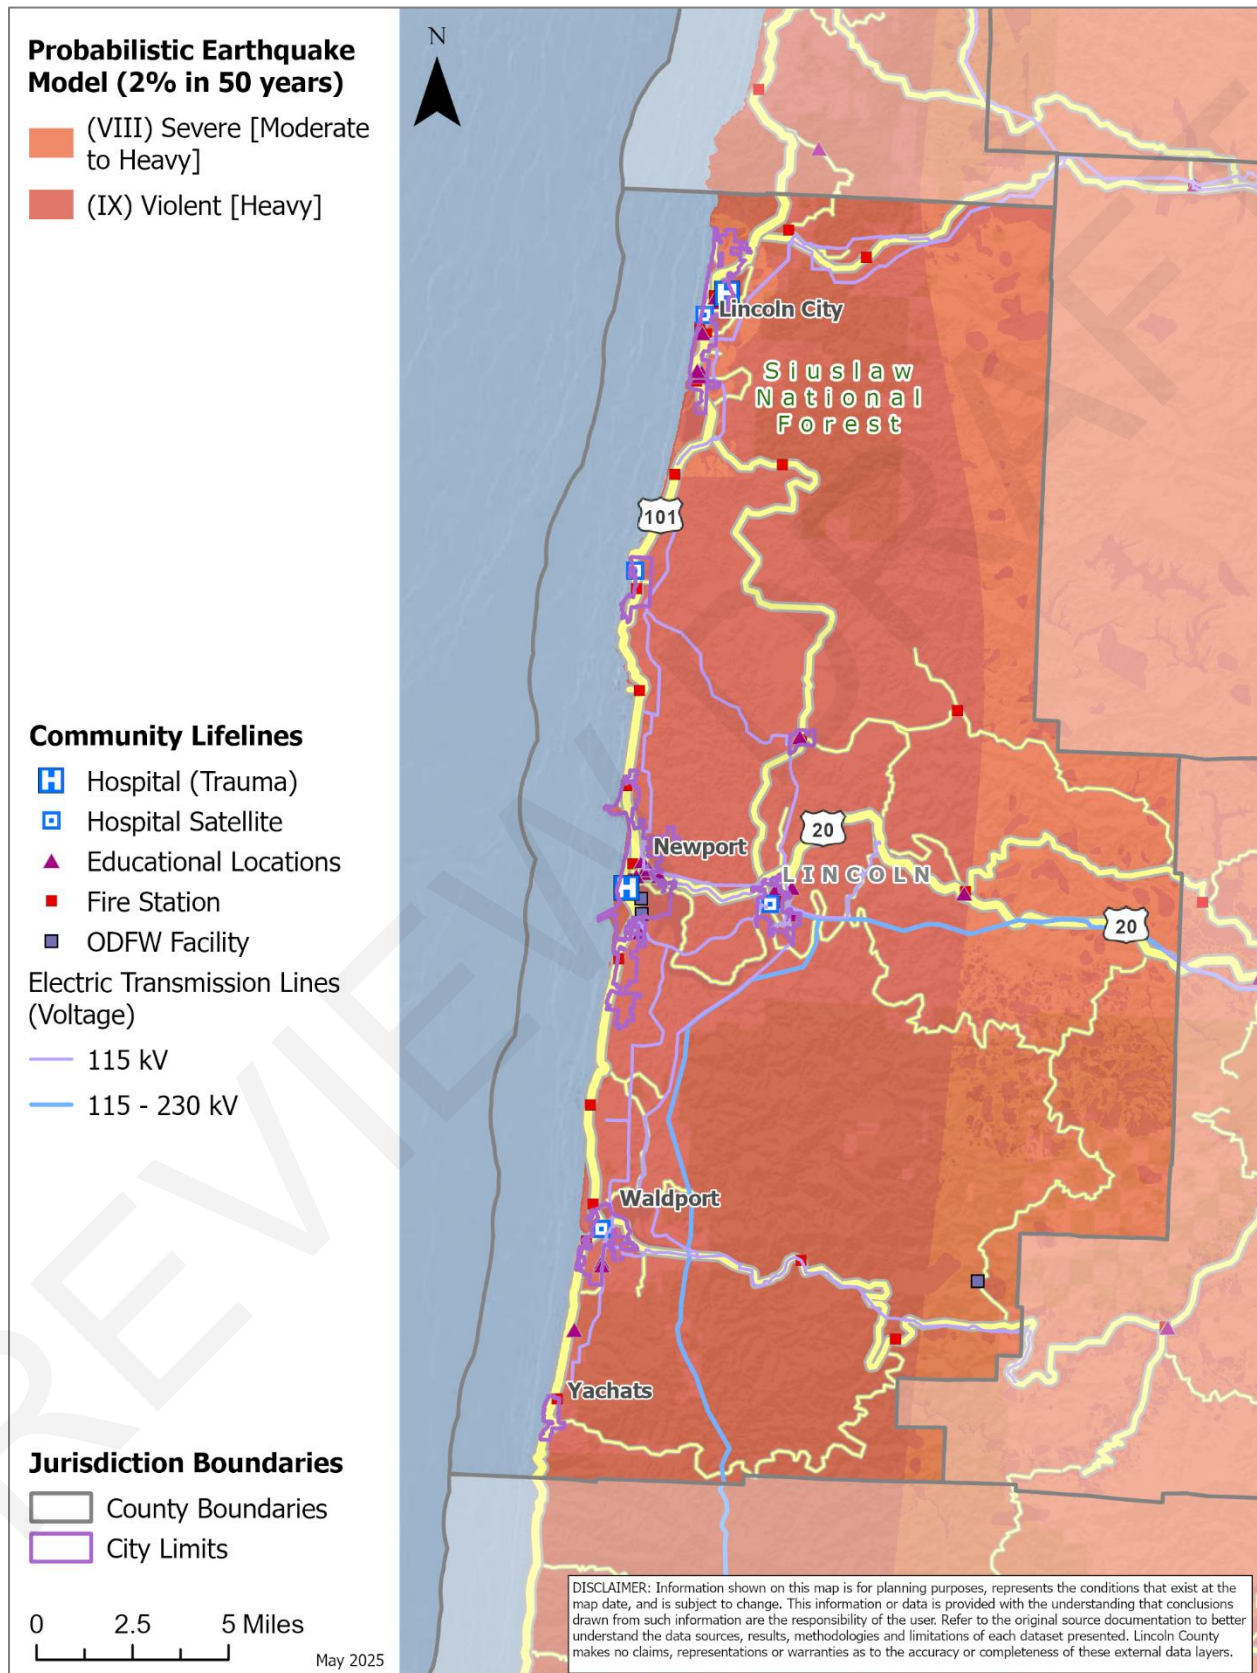 Probabilistic Earthquake
Model (2% in 50 years)
(VIII) Severe [Moderate
to Heavy]
(IX) Violent [Heavy]
Community Lifelines
Hospital (Trauma)
Hospital Satellite
Educational Locations
Fire Station
ODFW Facility
Electric Transmission Lines
(Voltage)
115 kV
115 - 230 kV
Jurisdiction Boundaries
County Boundaries
City Limits
0 2.5 5 Miles
May 2025
N
H
Lincoln City
Siuslaw
National
Forest
101
20
Newport
LINCOLN
H
20
Waldport
Yachats
DISCLAIMER: Information shown on this map is for planning purposes, represents the conditions that exist at the
map date, and is subject to change. This information or data is provided with the understanding that conclusions
drawn from such information are the responsibility of the user. Refer to the original source documentation to better
understand the data sources, results, methodologies and limitations of each dataset presented. Lincoln County
makes no claims, representations or warranties as to the accuracy or completeness of these external data layers.
REVIEW DRAFT